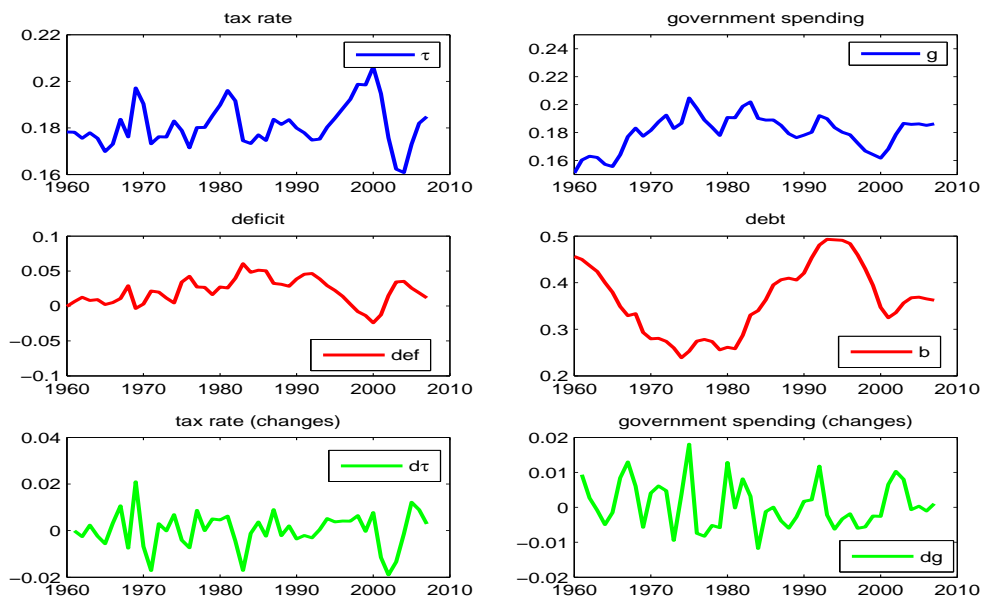 tax rate
0.22
0.2
0.18
0.16
1960 1970 1980 1990 2000 2010
τ
government spending
0.24
0.22
0.2
0.18
0.16
1960 1970 1980 1990 2000 2010
g
deficit
0.1
0.05
0
−0.05
−0.1
1960 1970 1980 1990 2000 2010
def
debt
0.5
0.4
0.3
0.2
1960 1970 1980 1990 2000 2010
b
tax rate (changes)
0.04
0.02
0
−0.02
1960 1970 1980 1990 2000 2010
dτ
government spending (changes)
0.02
0.01
0
−0.01
−0.02
1960 1970 1980 1990 2000 2010
dg